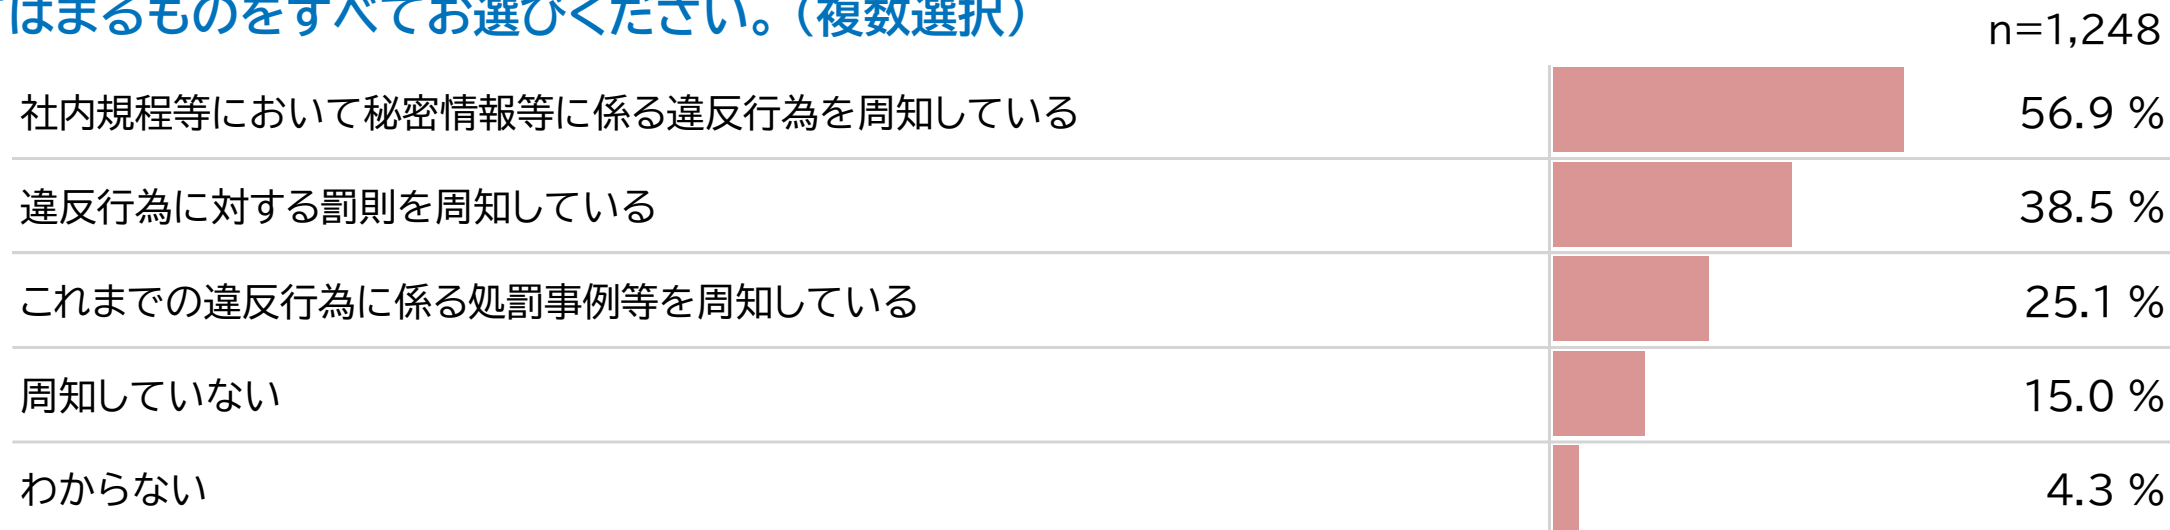 はまるものをすべてお選びください。（複数選択）
n=1,248
社内規程等において秘密情報等に係る違反行為を周知している 56.9 %
違反行為に対する罰則を周知している 38.5 %
これまでの違反行為に係る処罰事例等を周知している 25.1 %
周知していない 15.0 %
わからない 4.3 %